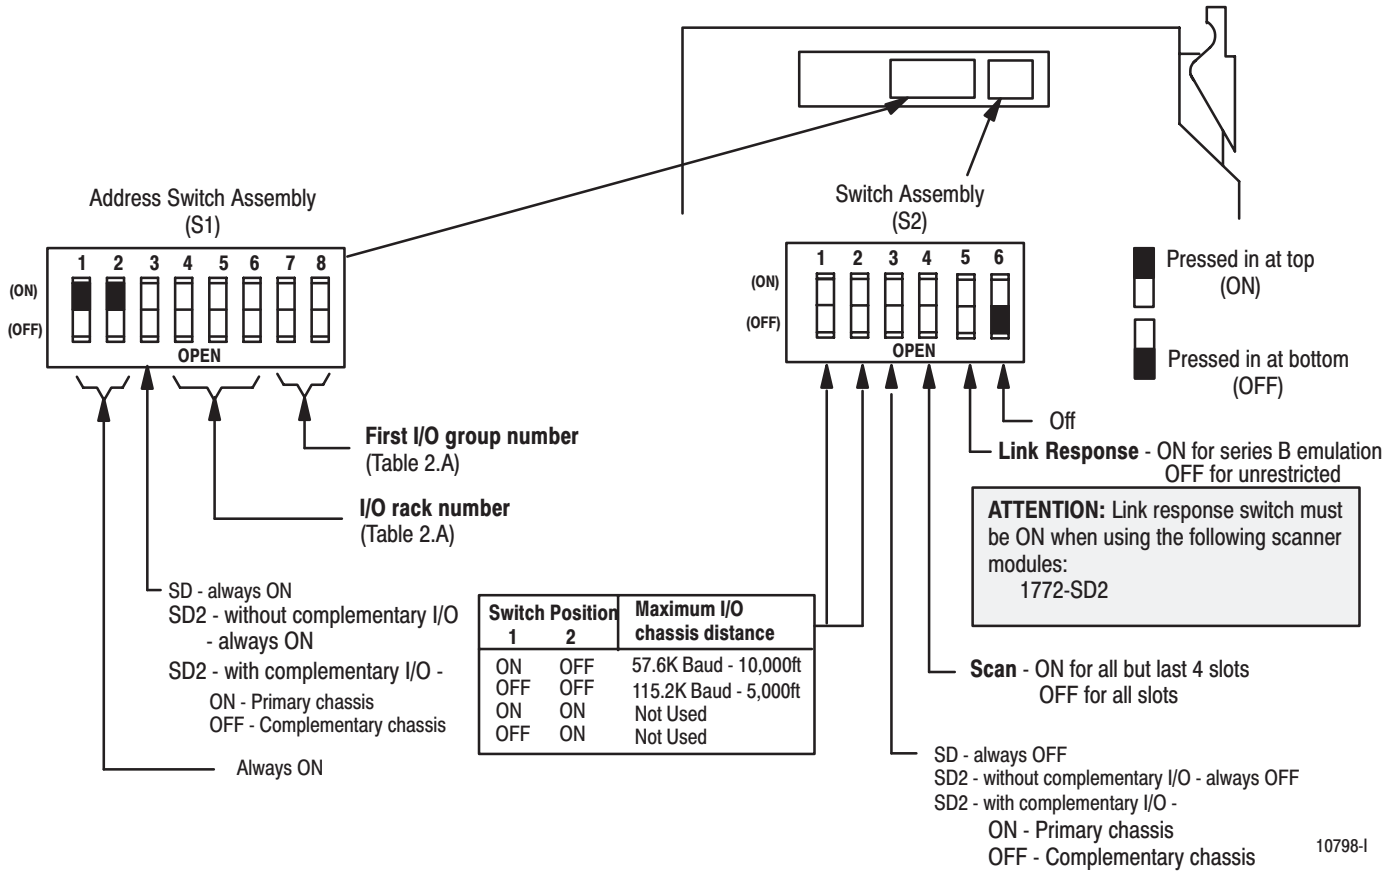 Address Switch Assembly
(S1)
1 2 3 4 5 6 7 8
(ON)
(OFF)
OPEN
First I/O group number
(Table 2.A)
I/O rack number
(Table 2.A)
SD - always ON
SD2 - without complementary I/O
- always ON
SD2 - with complementary I/O -
ON - Primary chassis
OFF - Complementary chassis
Always ON
Switch Assembly
(S2)
1 2 3 4 5 6
(ON)
(OFF)
OPEN
Pressed in at top
(ON)
Pressed in at bottom
(OFF)
Off
Link Response - ON for series B emulation
OFF for unrestricted
ATTENTION: Link response switch must
be ON when using the following scanner
modules:
1772-SD2
Switch Position Maximum I/O
1 2 chassis distance
ON OFF 57.6K Baud - 10,000ft
OFF OFF 115.2K Baud - 5,000ft
ON ON Not Used
OFF ON Not Used
Scan - ON for all but last 4 slots
OFF for all slots
SD - always OFF
SD2 - without complementary I/O - always OFF
SD2 - with complementary I/O -
ON - Primary chassis
OFF - Complementary chassis
10798-I